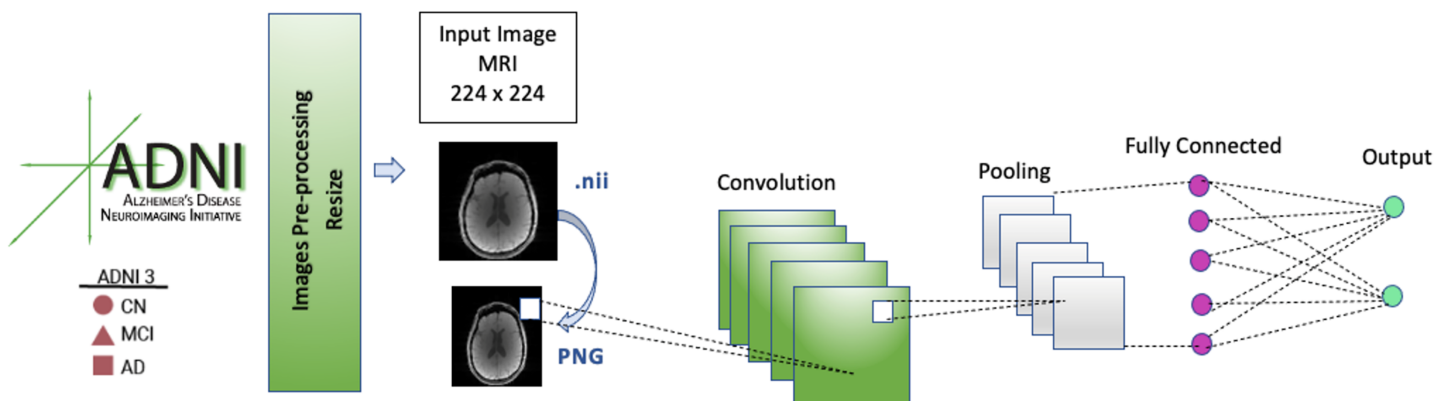 ADNI
ALZHEIMER'S DISEASE
NEUROIMAGING INITIATIVE
ADNI 3
CN
MCI
AD
Images Pre-processing
Resize
Input Image
MRI
224 x 224
.nii
PNG
Convolution
Pooling
Fully Connected
Output